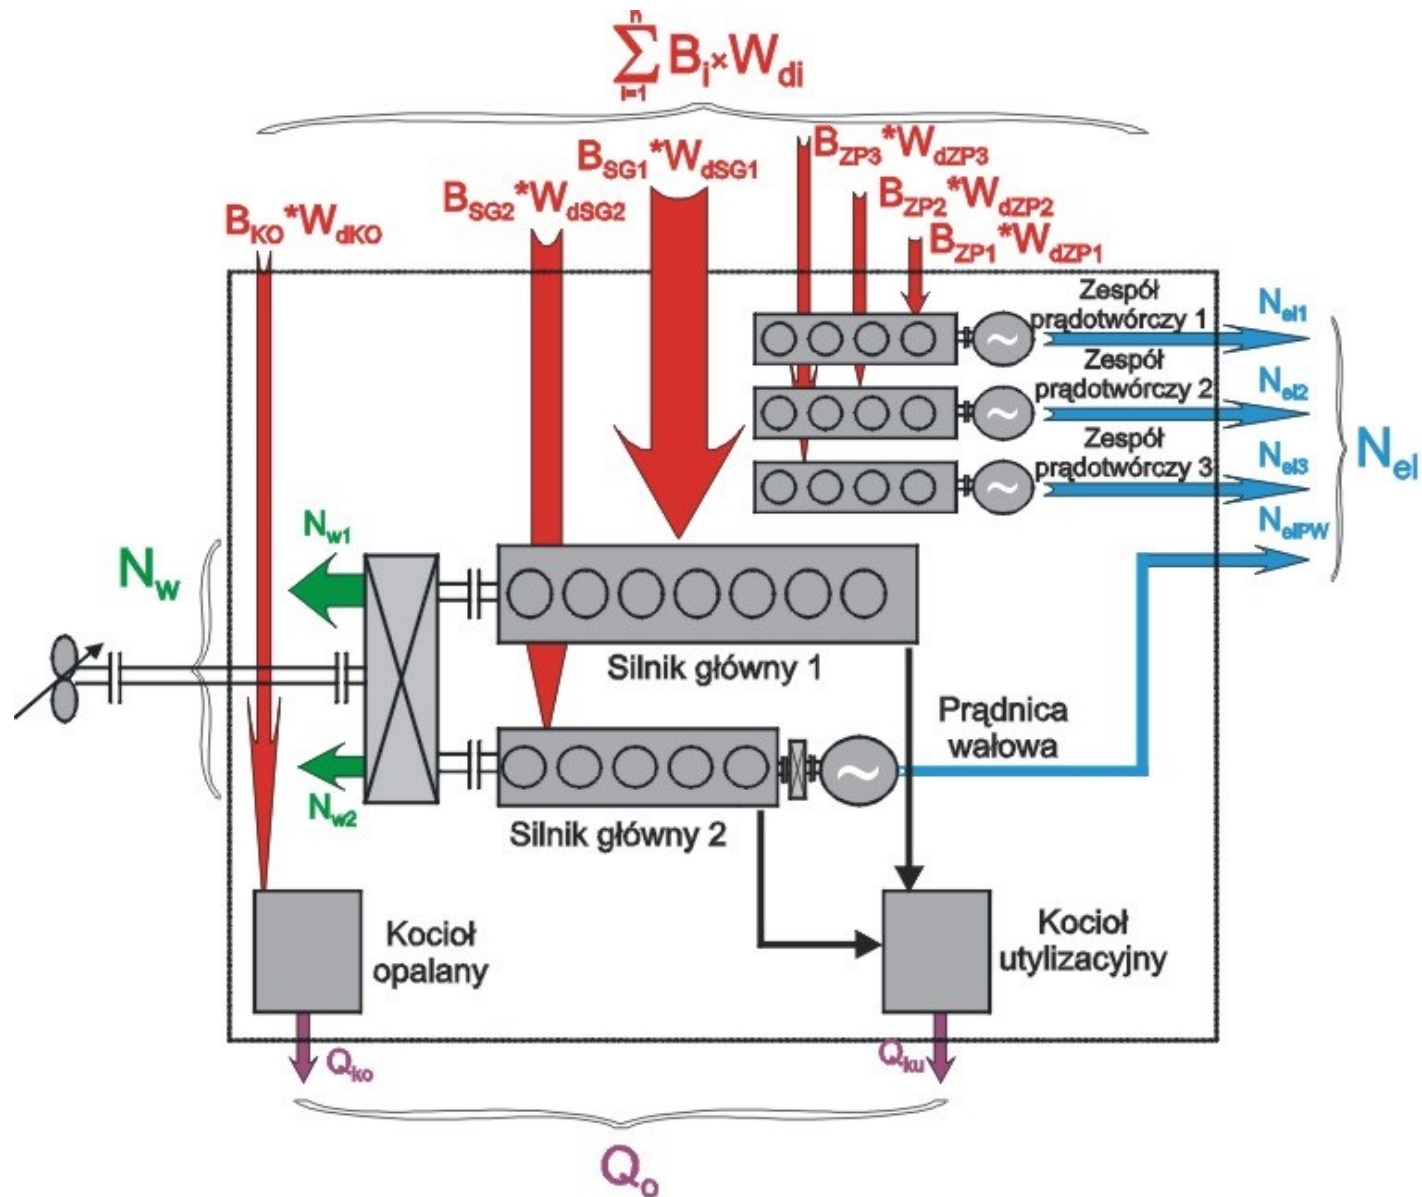 n
∑ Bi×Wdi
i=1
BZP3*WdZP3
BSG1*WdSG1
BSG2*WdSG2
BZP2*WdZP2
BKO*WdKO
BZP1*WdZP1
Zespół
prądotwórczy 1
Nel1
Zespół
prądotwórczy 2
Nel2
Nel
Zespół
prądotwórczy 3
Nel3
NelPW
Nw1
Nw
~
~
~
Silnik główny 1
Prądnica
wałowa
~
Nw2
Silnik główny 2
Kocioł
opalany
Kocioł
utylizacyjny
Qko
Qku
Qo